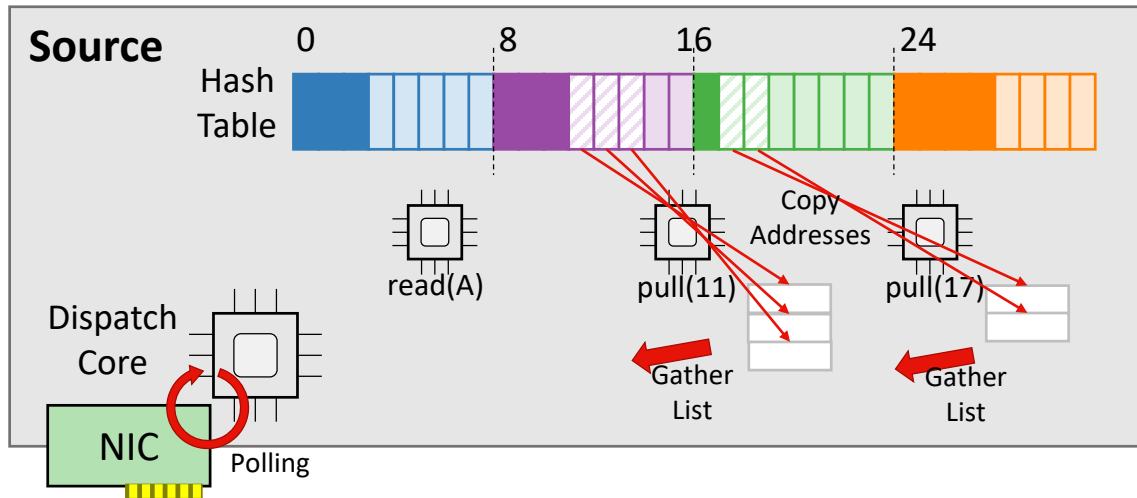 Source
0 8 16 24
Hash
Table
Copy
Addresses
read(A) pull(11) pull(17)
Dispatch
Core
Gather
List
Gather
List
NIC
Polling